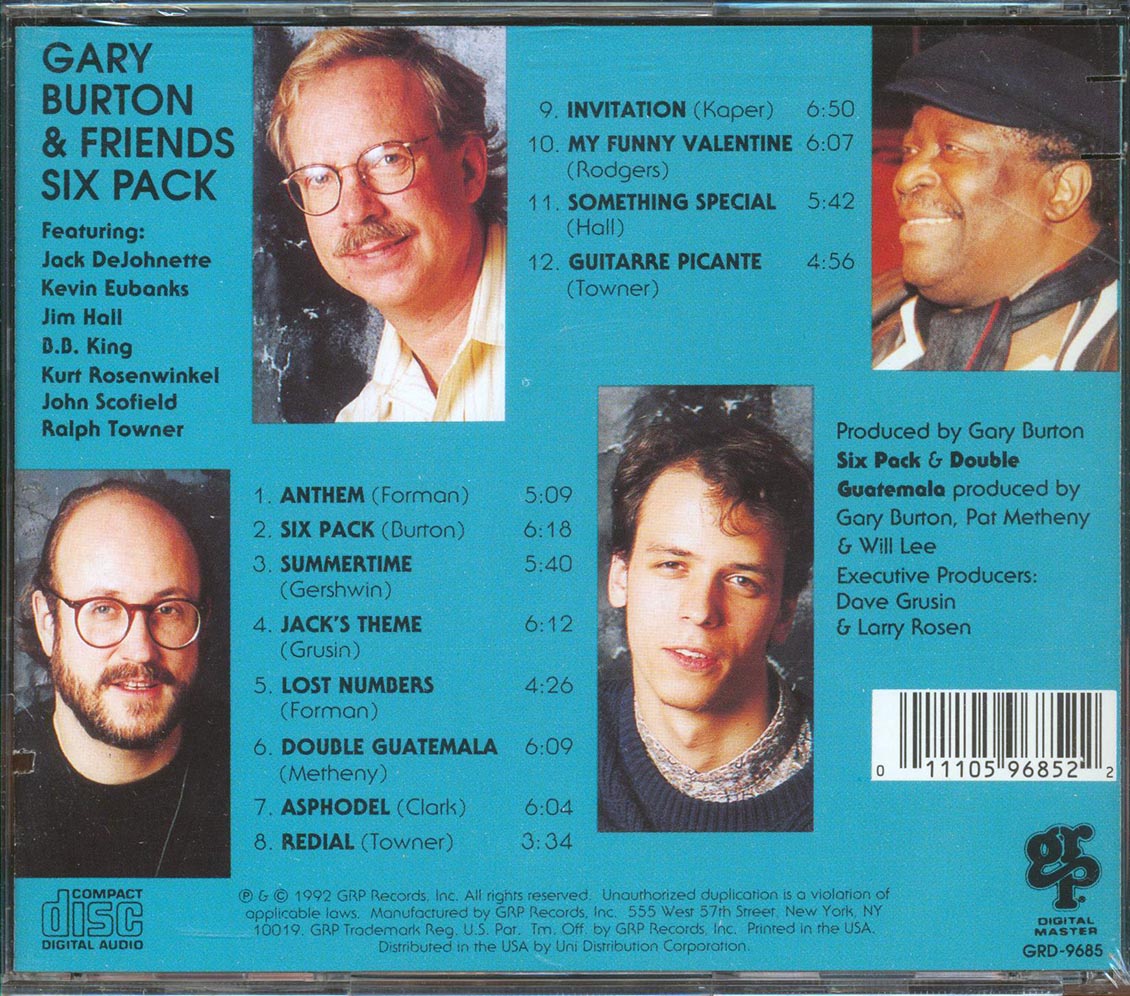 GARY
BURTON
& FRIENDS
SIX PACK
Featuring:
Jack DeJohnette
Kevin Eubanks
Jim Hall
B.B. King
Kurt Rosenwinkel
John Scofield
Ralph Towner
1. ANTHEM (Forman) 5:09
2. SIX PACK (Burton) 6:18
3. SUMMERTIME 5:40
(Gershwin)
4. JACK'S THEME 6:12
(Grusin)
5. LOST NUMBERS 4:26
(Forman)
6. DOUBLE GUATEMALA 6:09
(Metheny)
7. ASPHODEL (Clark) 6:04
8. REDIAL (Towner) 3:34
9. INVITATION (Kaper) 6:50
10. MY FUNNY VALENTINE 6:07
(Rodgers)
11. SOMETHING SPECIAL 5:42
(Hall)
12. GUITARRE PICANTE 4:56
(Towner)
Produced by Gary Burton
Six Pack & Double
Guatemala produced by
Gary Burton, Pat Metheny
& Will Lee
Executive Producers:
Dave Grusin
& Larry Rosen
0 11105 96852 2
COMPACT
disc
DIGITAL AUDIO
℗ & © 1992 GRP Records, Inc. All rights reserved. Unauthorized duplication is a violation of
applicable laws. Manufactured by GRP Records, Inc. 555 West 57th Street, New York, NY
10019. GRP Trademark Reg. U.S. Pat. Tm. Off. by GRP Records, Inc. Printed in the USA.
Distributed in the USA by Uni Distribution Corporation.
grp
DIGITAL
MASTER
GRD-9685